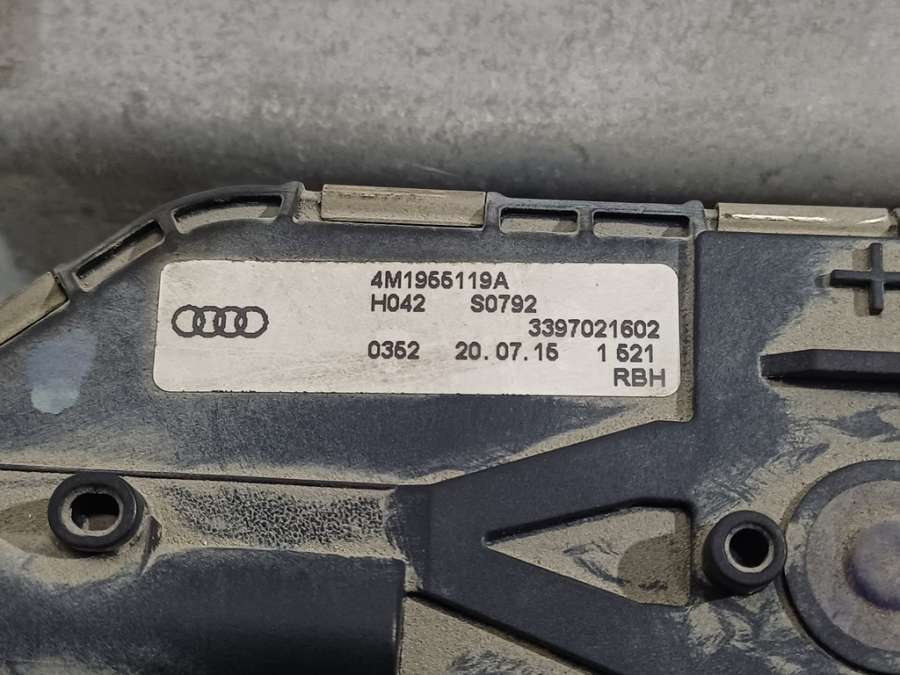 4M1955119A
H042 S0792
3397021602
0352 20.07.15 1 521
RBH